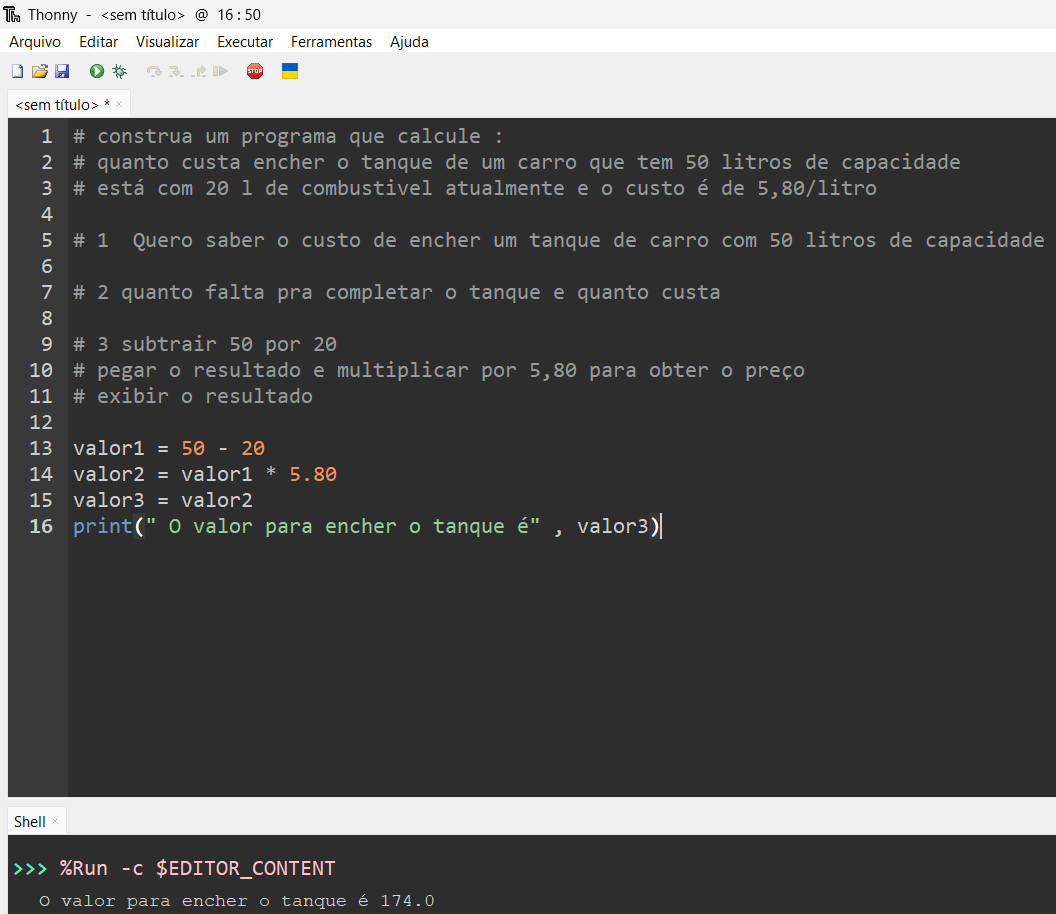 Thonny - <sem título> @ 16 : 50
Arquivo Editar Visualizar Executar Ferramentas Ajuda
STOP
<sem título> * ×
1 # construa um programa que calcule :
2 # quanto custa encher o tanque de um carro que tem 50 litros de capacidade
3 # está com 20 l de combustivel atualmente e o custo é de 5,80/litro
4
5 # 1  Quero saber o custo de encher um tanque de carro com 50 litros de capacidade
6
7 # 2 quanto falta pra completar o tanque e quanto custa
8
9 # 3 subtrair 50 por 20
10 # pegar o resultado e multiplicar por 5,80 para obter o preço
11 # exibir o resultado
12
13 valor1 = 50 - 20
14 valor2 = valor1 * 5.80
15 valor3 = valor2
16 print(" O valor para encher o tanque é" , valor3)
Shell ×
>>> %Run -c $EDITOR_CONTENT
O valor para encher o tanque é 174.0